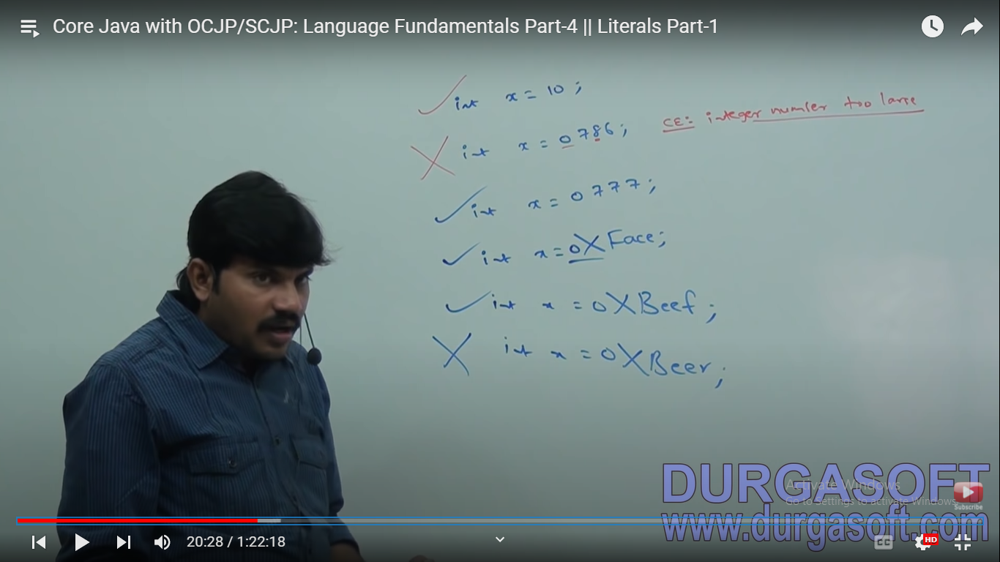 Core Java with OCJP/SCJP: Language Fundamentals Part-4 || Literals Part-1
int x = 10;
int x = 0786; CE: integer number too large
int x = 0777;
int x = 0XFace;
int x = 0XBeef;
int x = 0XBeer;
DURGASOFT
Activate Windows
Go to Settings to activate Windows.
Subscribe
www.durgasoft.com
20:28 / 1:22:18
CC
HD